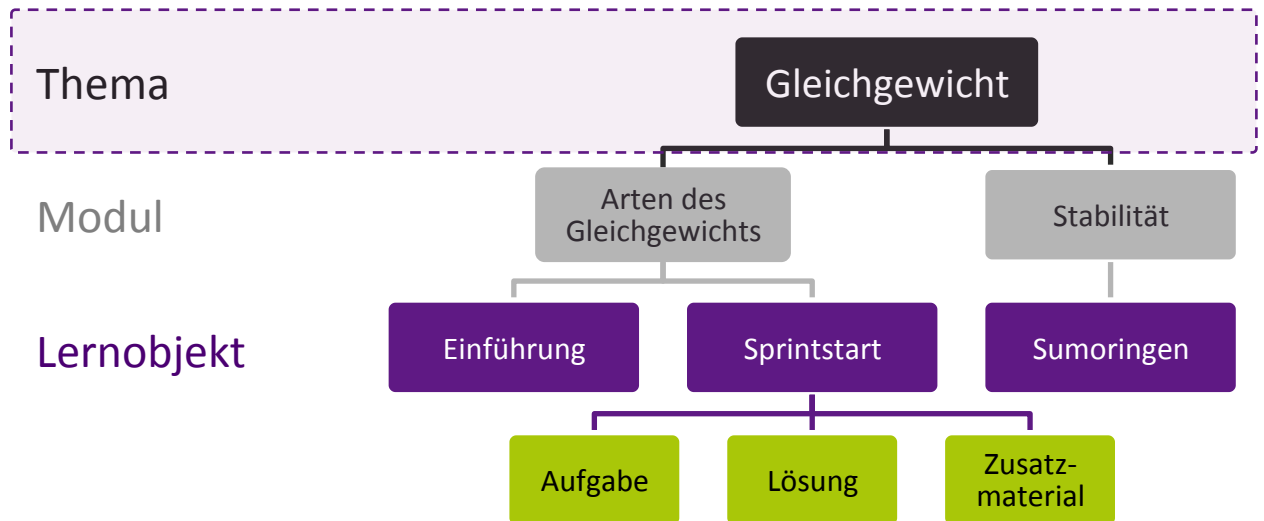 Thema
Gleichgewicht
Modul
Arten des
Gleichgewichts
Stabilität
Lernobjekt
Einführung
Sprintstart
Sumoringen
Aufgabe
Lösung
Zusatz-
material